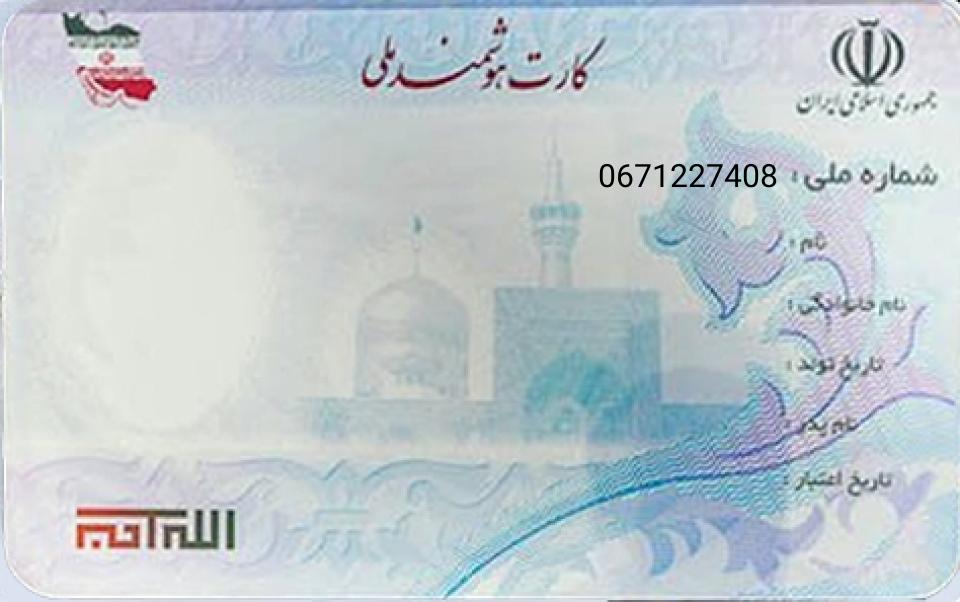 کارت هوشمند ملی
جمهوری اسلامی ایران
شماره ملی : 0671227408
نام :
نام خانوادگی :
تاریخ تولد :
نام پدر :
تاریخ اعتبار :
الله اکبر